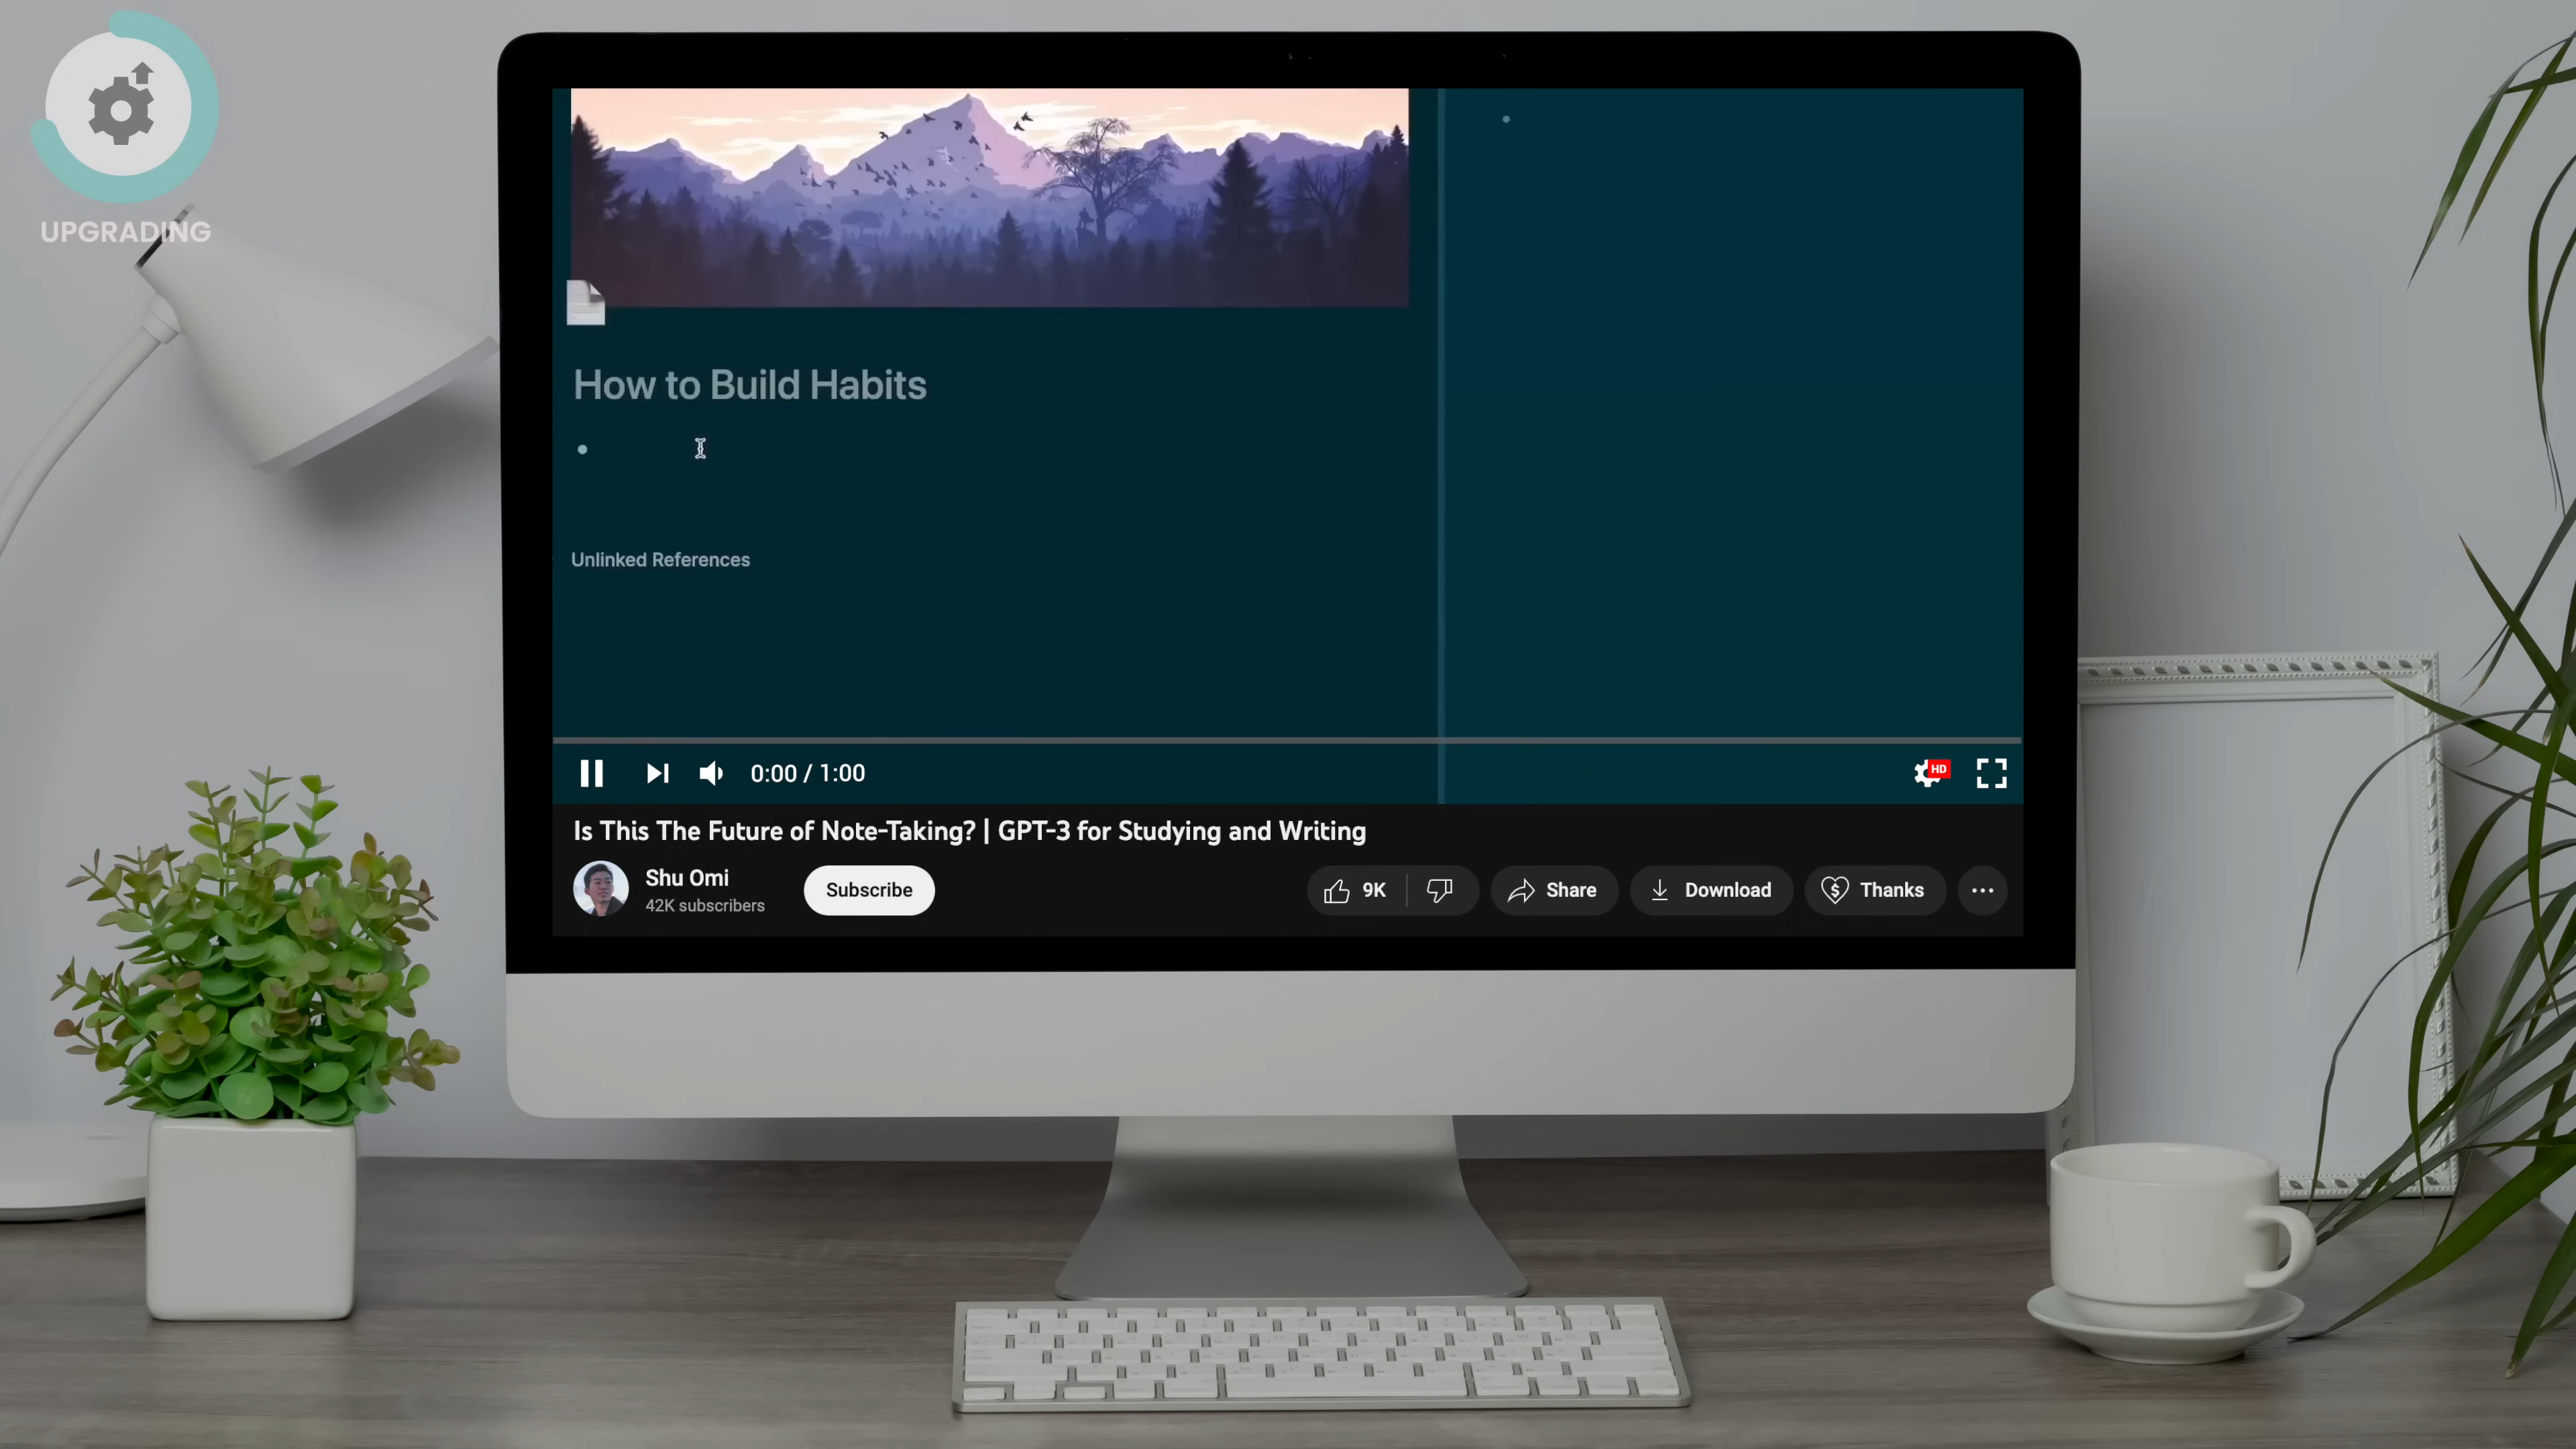 UPGRADING
How to Build Habits
Unlinked References
0:00 / 1:00
HD
Is This The Future of Note-Taking? | GPT-3 for Studying and Writing
Shu Omi
42K subscribers
Subscribe
9K
Share
Download
Thanks